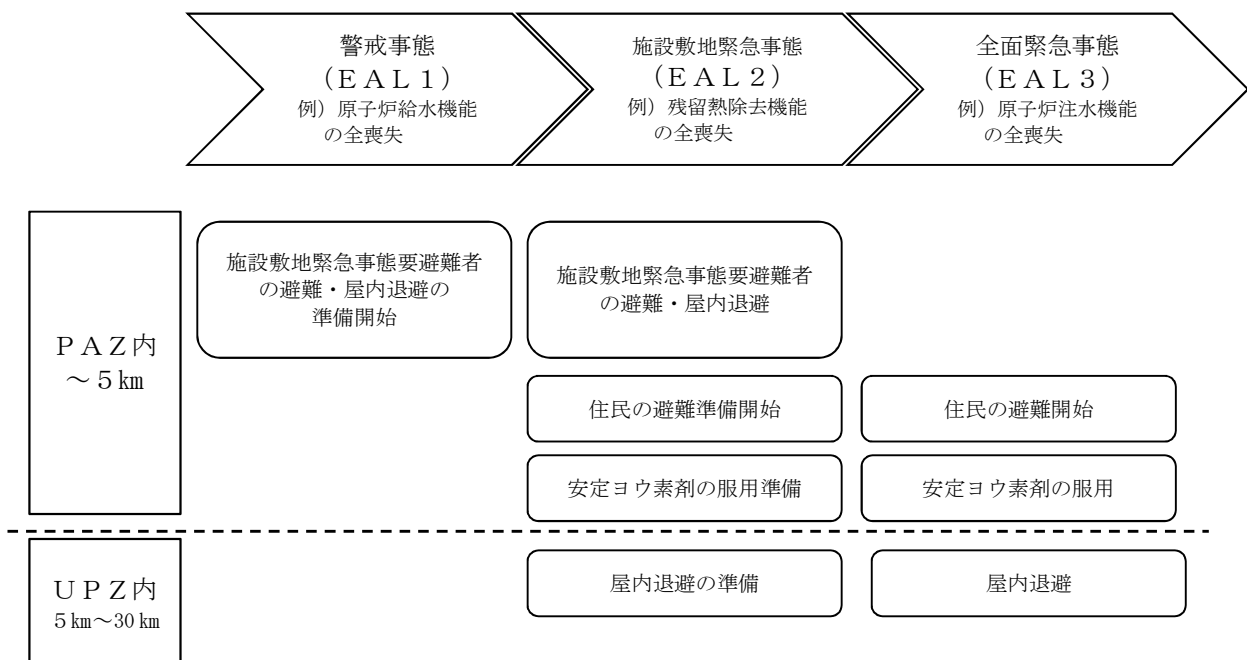 警戒事態
(ＥＡＬ１)
例）原子炉給水機能
の全喪失
施設敷地緊急事態
(ＥＡＬ２)
例）残留熱除去機能
の全喪失
全面緊急事態
(ＥＡＬ３)
例）原子炉注水機能
の全喪失
ＰＡＺ内
～５㎞
施設敷地緊急事態要避難者
の避難・屋内退避の
準備開始
施設敷地緊急事態要避難者
の避難・屋内退避
住民の避難準備開始
住民の避難開始
安定ヨウ素剤の服用準備
安定ヨウ素剤の服用
ＵＰＺ内
５㎞～30㎞
屋内退避の準備
屋内退避